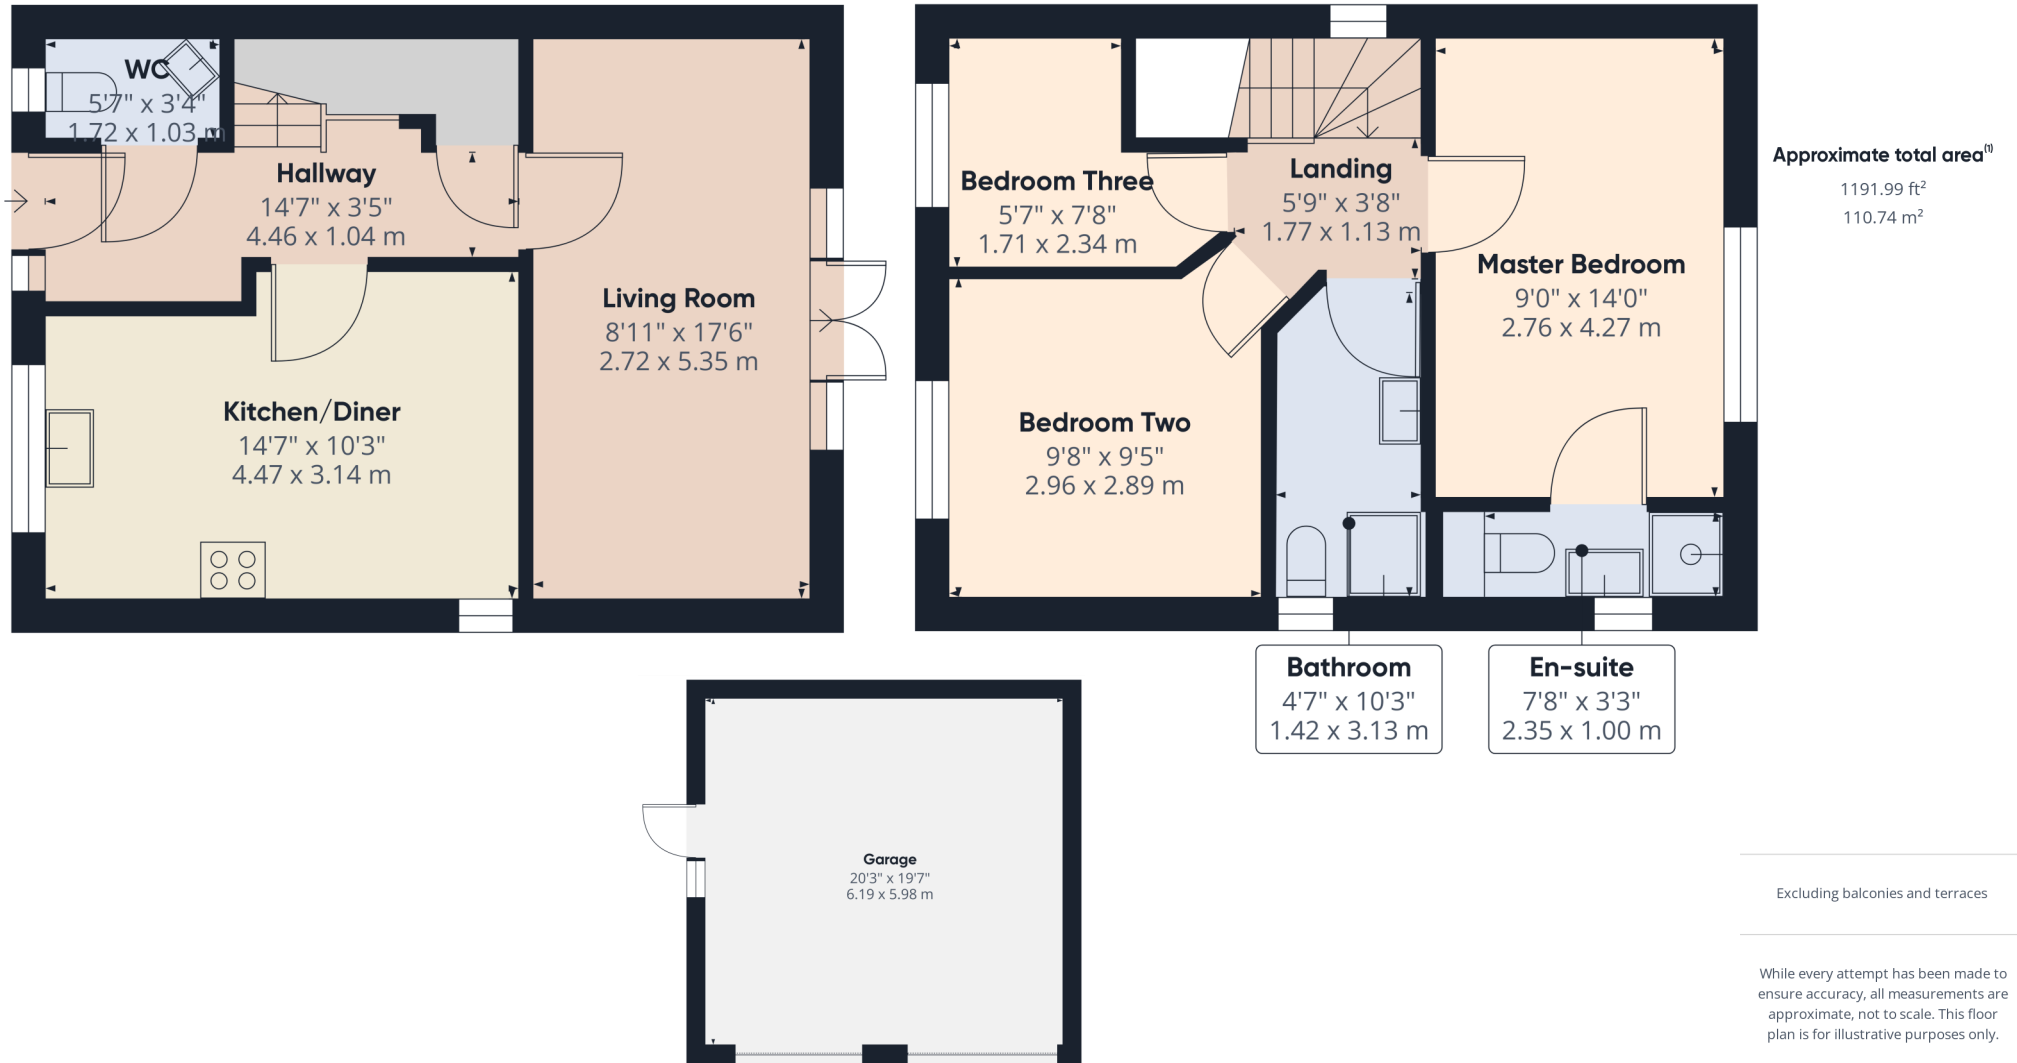 WC
5'7" x 3'4"
1.72 x 1.03 m
Hallway
14'7" x 3'5"
4.46 x 1.04 m
Living Room
8'11" x 17'6"
2.72 x 5.35 m
Kitchen/Diner
14'7" x 10'3"
4.47 x 3.14 m
Bedroom Three
5'7" x 7'8"
1.71 x 2.34 m
Landing
5'9" x 3'8"
1.77 x 1.13 m
Master Bedroom
9'0" x 14'0"
2.76 x 4.27 m
Bedroom Two
9'8" x 9'5"
2.96 x 2.89 m
Bathroom
4'7" x 10'3"
1.42 x 3.13 m
En-suite
7'8" x 3'3"
2.35 x 1.00 m
Garage
20'3" x 19'7"
6.19 x 5.98 m
Approximate total area⁽¹⁾
1191.99 ft²
110.74 m²
Excluding balconies and terraces
While every attempt has been made to
ensure accuracy, all measurements are
approximate, not to scale. This floor
plan is for illustrative purposes only.